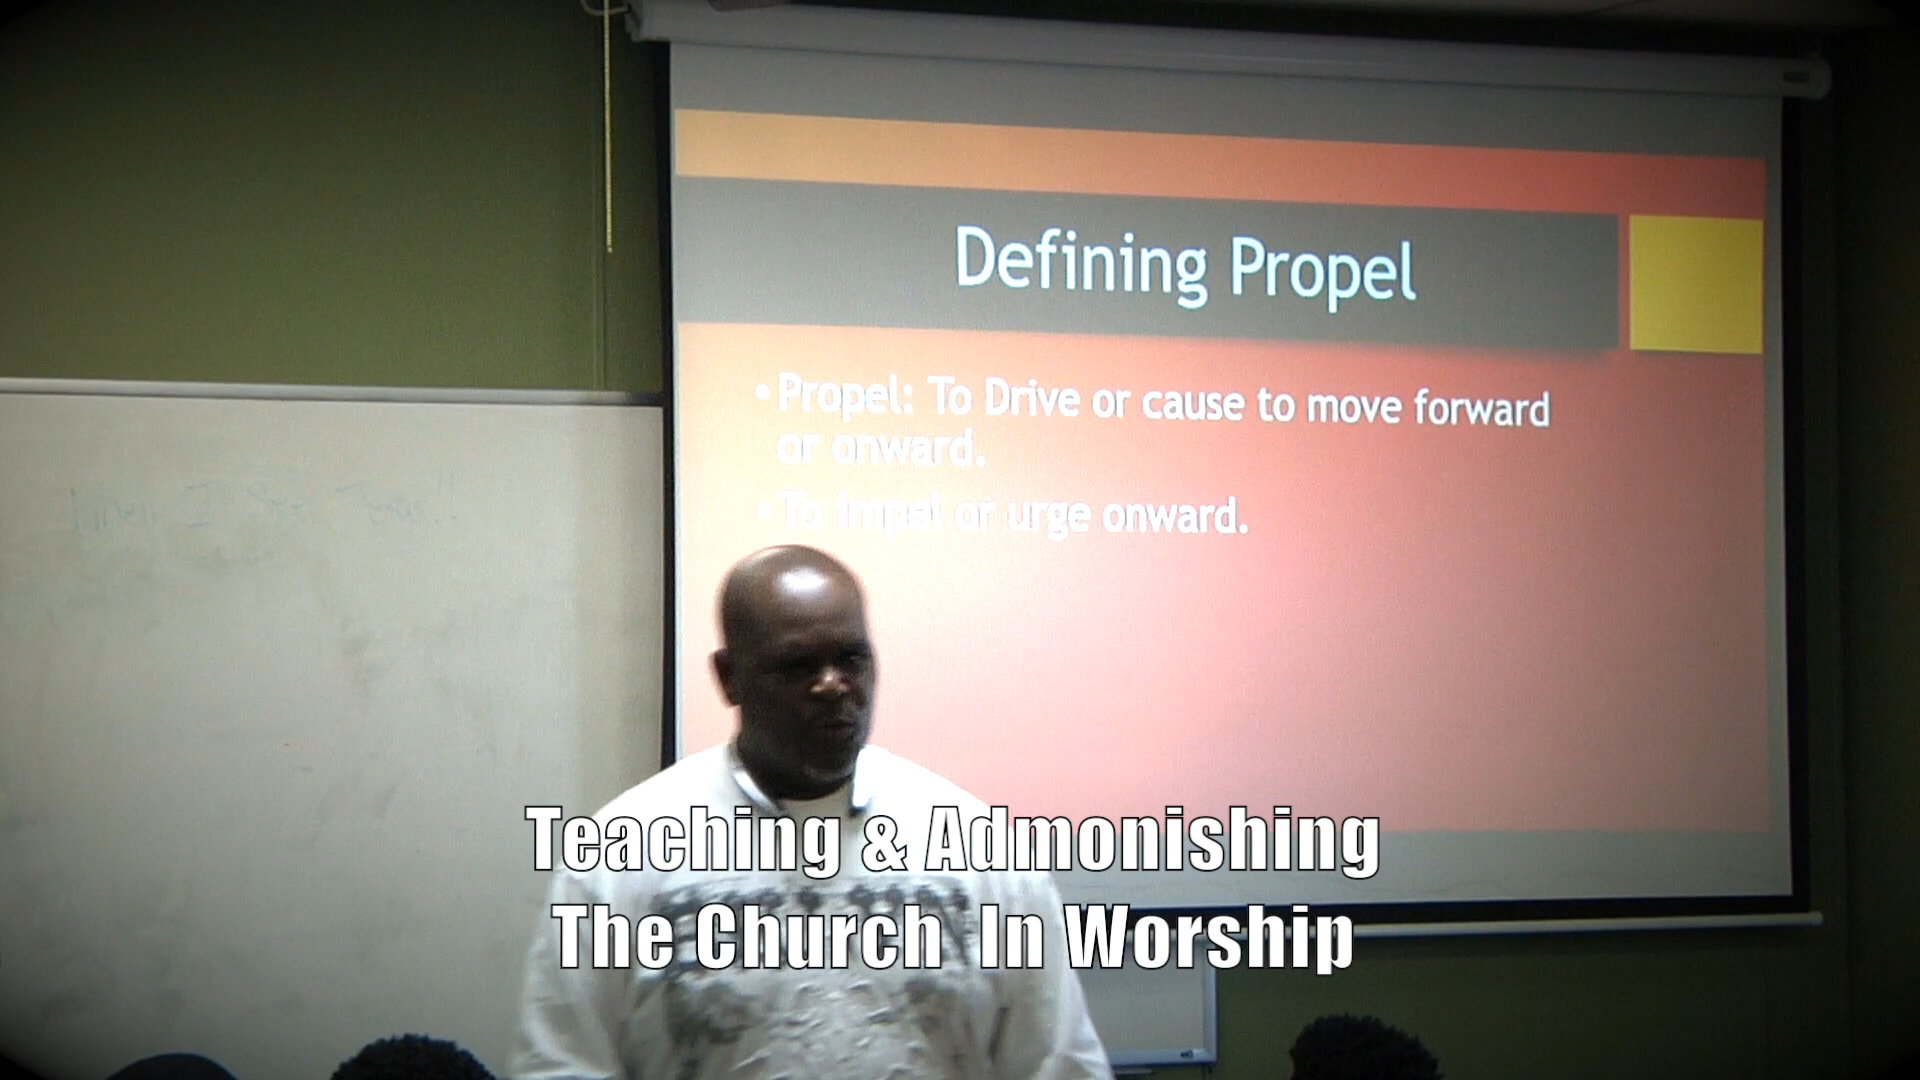 Defining Propel
• Propel: To Drive or cause to move forward
or onward.
• To impel or urge onward.
Teaching & Admonishing
The Church In Worship